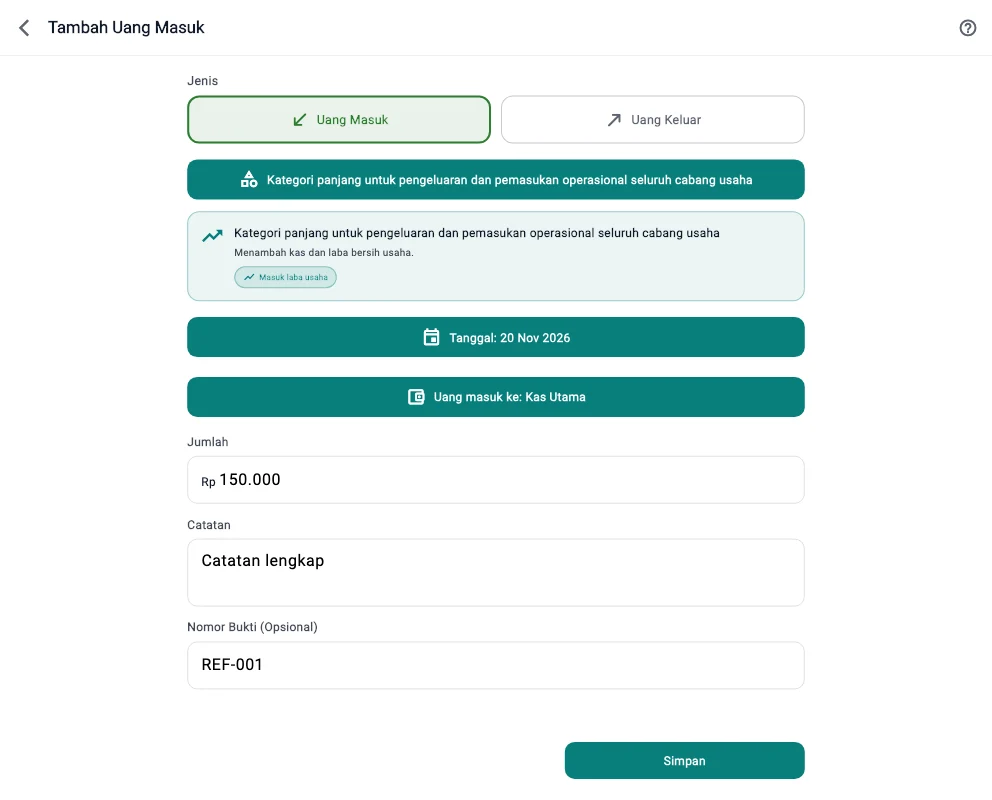 Tambah Uang Masuk
Jenis
Uang Masuk
Uang Keluar
Kategori panjang untuk pengeluaran dan pemasukan operasional seluruh cabang usaha
Kategori panjang untuk pengeluaran dan pemasukan operasional seluruh cabang usaha
Menambah kas dan laba bersih usaha.
Masuk laba usaha
Tanggal: 20 Nov 2026
Uang masuk ke: Kas Utama
Jumlah
Rp 150.000
Catatan
Catatan lengkap
Nomor Bukti (Opsional)
REF-001
Simpan